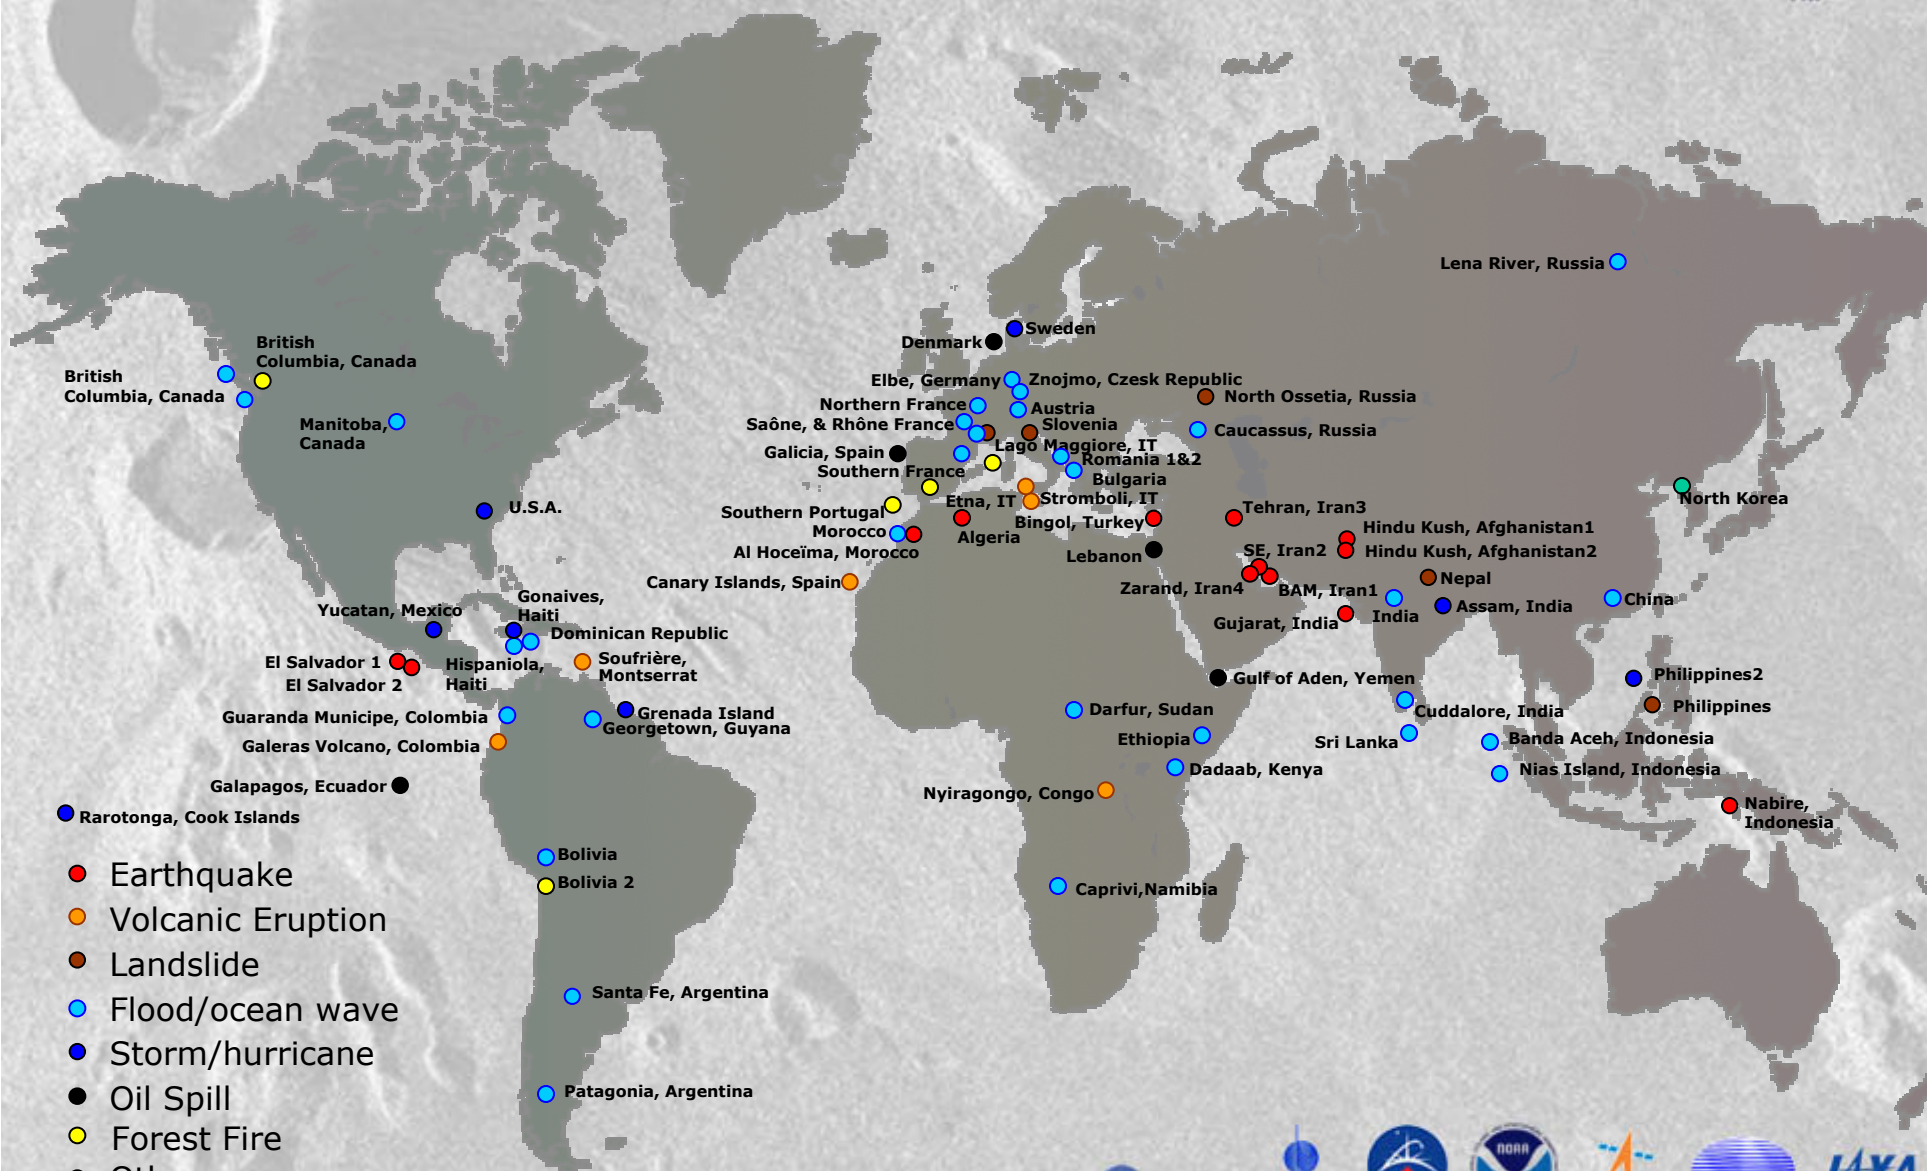 Lena River, Russia
Sweden
Denmark
British
Columbia, Canada
British
Columbia, Canada
Elbe, Germany
Znojmo, Czesk Republic
North Ossetia, Russia
Northern France
Austria
Manitoba,
Canada
Saône, & Rhône France
Slovenia
Caucassus, Russia
Lago Maggiore, IT
Galicia, Spain
Romania 1&2
Southern France
Bulgaria
North Korea
Etna, IT
Stromboli, IT
U.S.A.
Southern Portugal
Tehran, Iran3
Bingol, Turkey
Morocco
Algeria
Hindu Kush, Afghanistan1
Al Hoceïma, Morocco
Lebanon
SE, Iran2
Hindu Kush, Afghanistan2
Canary Islands, Spain
Zarand, Iran4
BAM, Iran1
Nepal
Gonaives,
Haiti
Yucatan, Mexico
India
Assam, India
China
Gujarat, India
Dominican Republic
El Salvador 1
Hispaniola,
Haiti
Soufrière,
Montserrat
El Salvador 2
Gulf of Aden, Yemen
Philippines2
Guaranda Municipe, Colombia
Grenada Island
Georgetown, Guyana
Darfur, Sudan
Cuddalore, India
Philippines
Galeras Volcano, Colombia
Ethiopia
Sri Lanka
Banda Aceh, Indonesia
Galapagos, Ecuador
Dadaab, Kenya
Nias Island, Indonesia
Nyiragongo, Congo
Nabire,
Indonesia
Rarotonga, Cook Islands
Bolivia
Bolivia 2
Caprivi,Namibia
Santa Fe, Argentina
Patagonia, Argentina
Earthquake
Volcanic Eruption
Landslide
Flood/ocean wave
Storm/hurricane
Oil Spill
Forest Fire
noaa